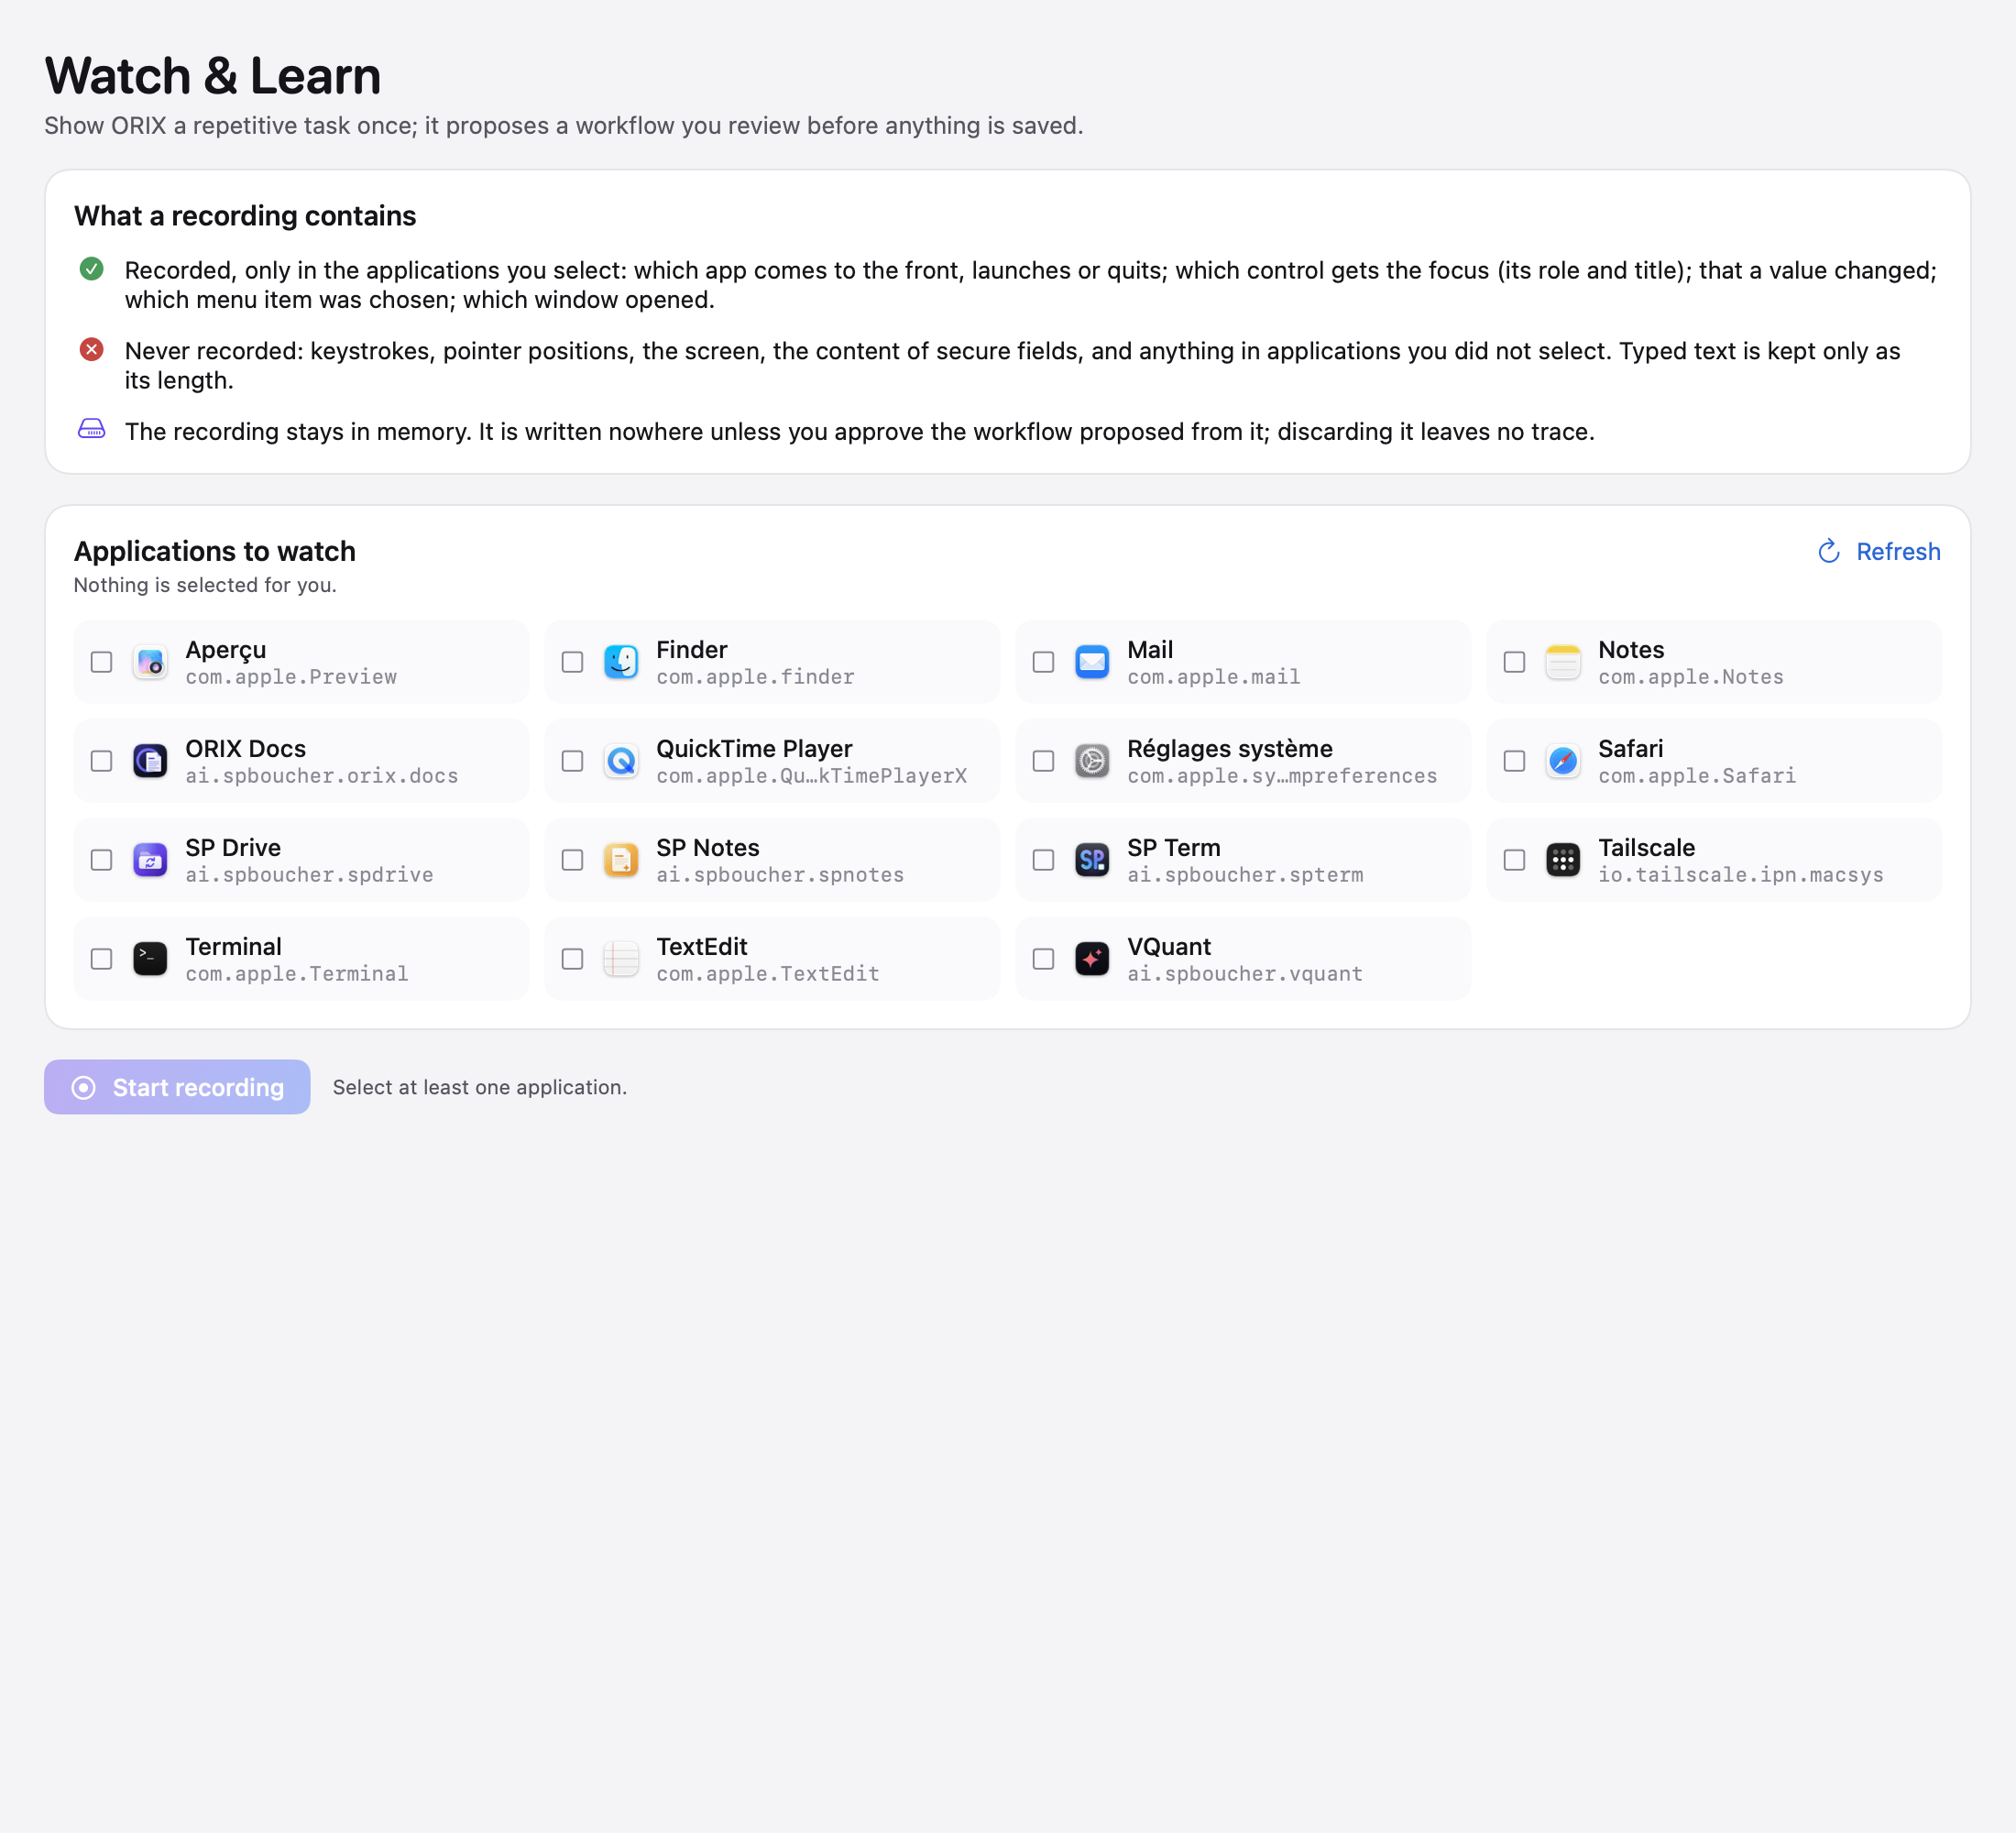 Watch & Learn
Show ORIX a repetitive task once; it proposes a workflow you review before anything is saved.
What a recording contains
Recorded, only in the applications you select: which app comes to the front, launches or quits; which control gets the focus (its role and title); that a value changed;
which menu item was chosen; which window opened.
Never recorded: keystrokes, pointer positions, the screen, the content of secure fields, and anything in applications you did not select. Typed text is kept only as
its length.
The recording stays in memory. It is written nowhere unless you approve the workflow proposed from it; discarding it leaves no trace.
Applications to watch
Refresh
Nothing is selected for you.
Aperçu
com.apple.Preview
Finder
com.apple.finder
Mail
com.apple.mail
Notes
com.apple.Notes
ORIX Docs
ai.spboucher.orix.docs
QuickTime Player
com.apple.Qu…kTimePlayerX
Réglages système
com.apple.sy…mpreferences
Safari
com.apple.Safari
SP Drive
ai.spboucher.spdrive
SP Notes
ai.spboucher.spnotes
SP
SP Term
ai.spboucher.spterm
Tailscale
io.tailscale.ipn.macsys
>_
Terminal
com.apple.Terminal
TextEdit
com.apple.TextEdit
VQuant
ai.spboucher.vquant
Start recording
Select at least one application.